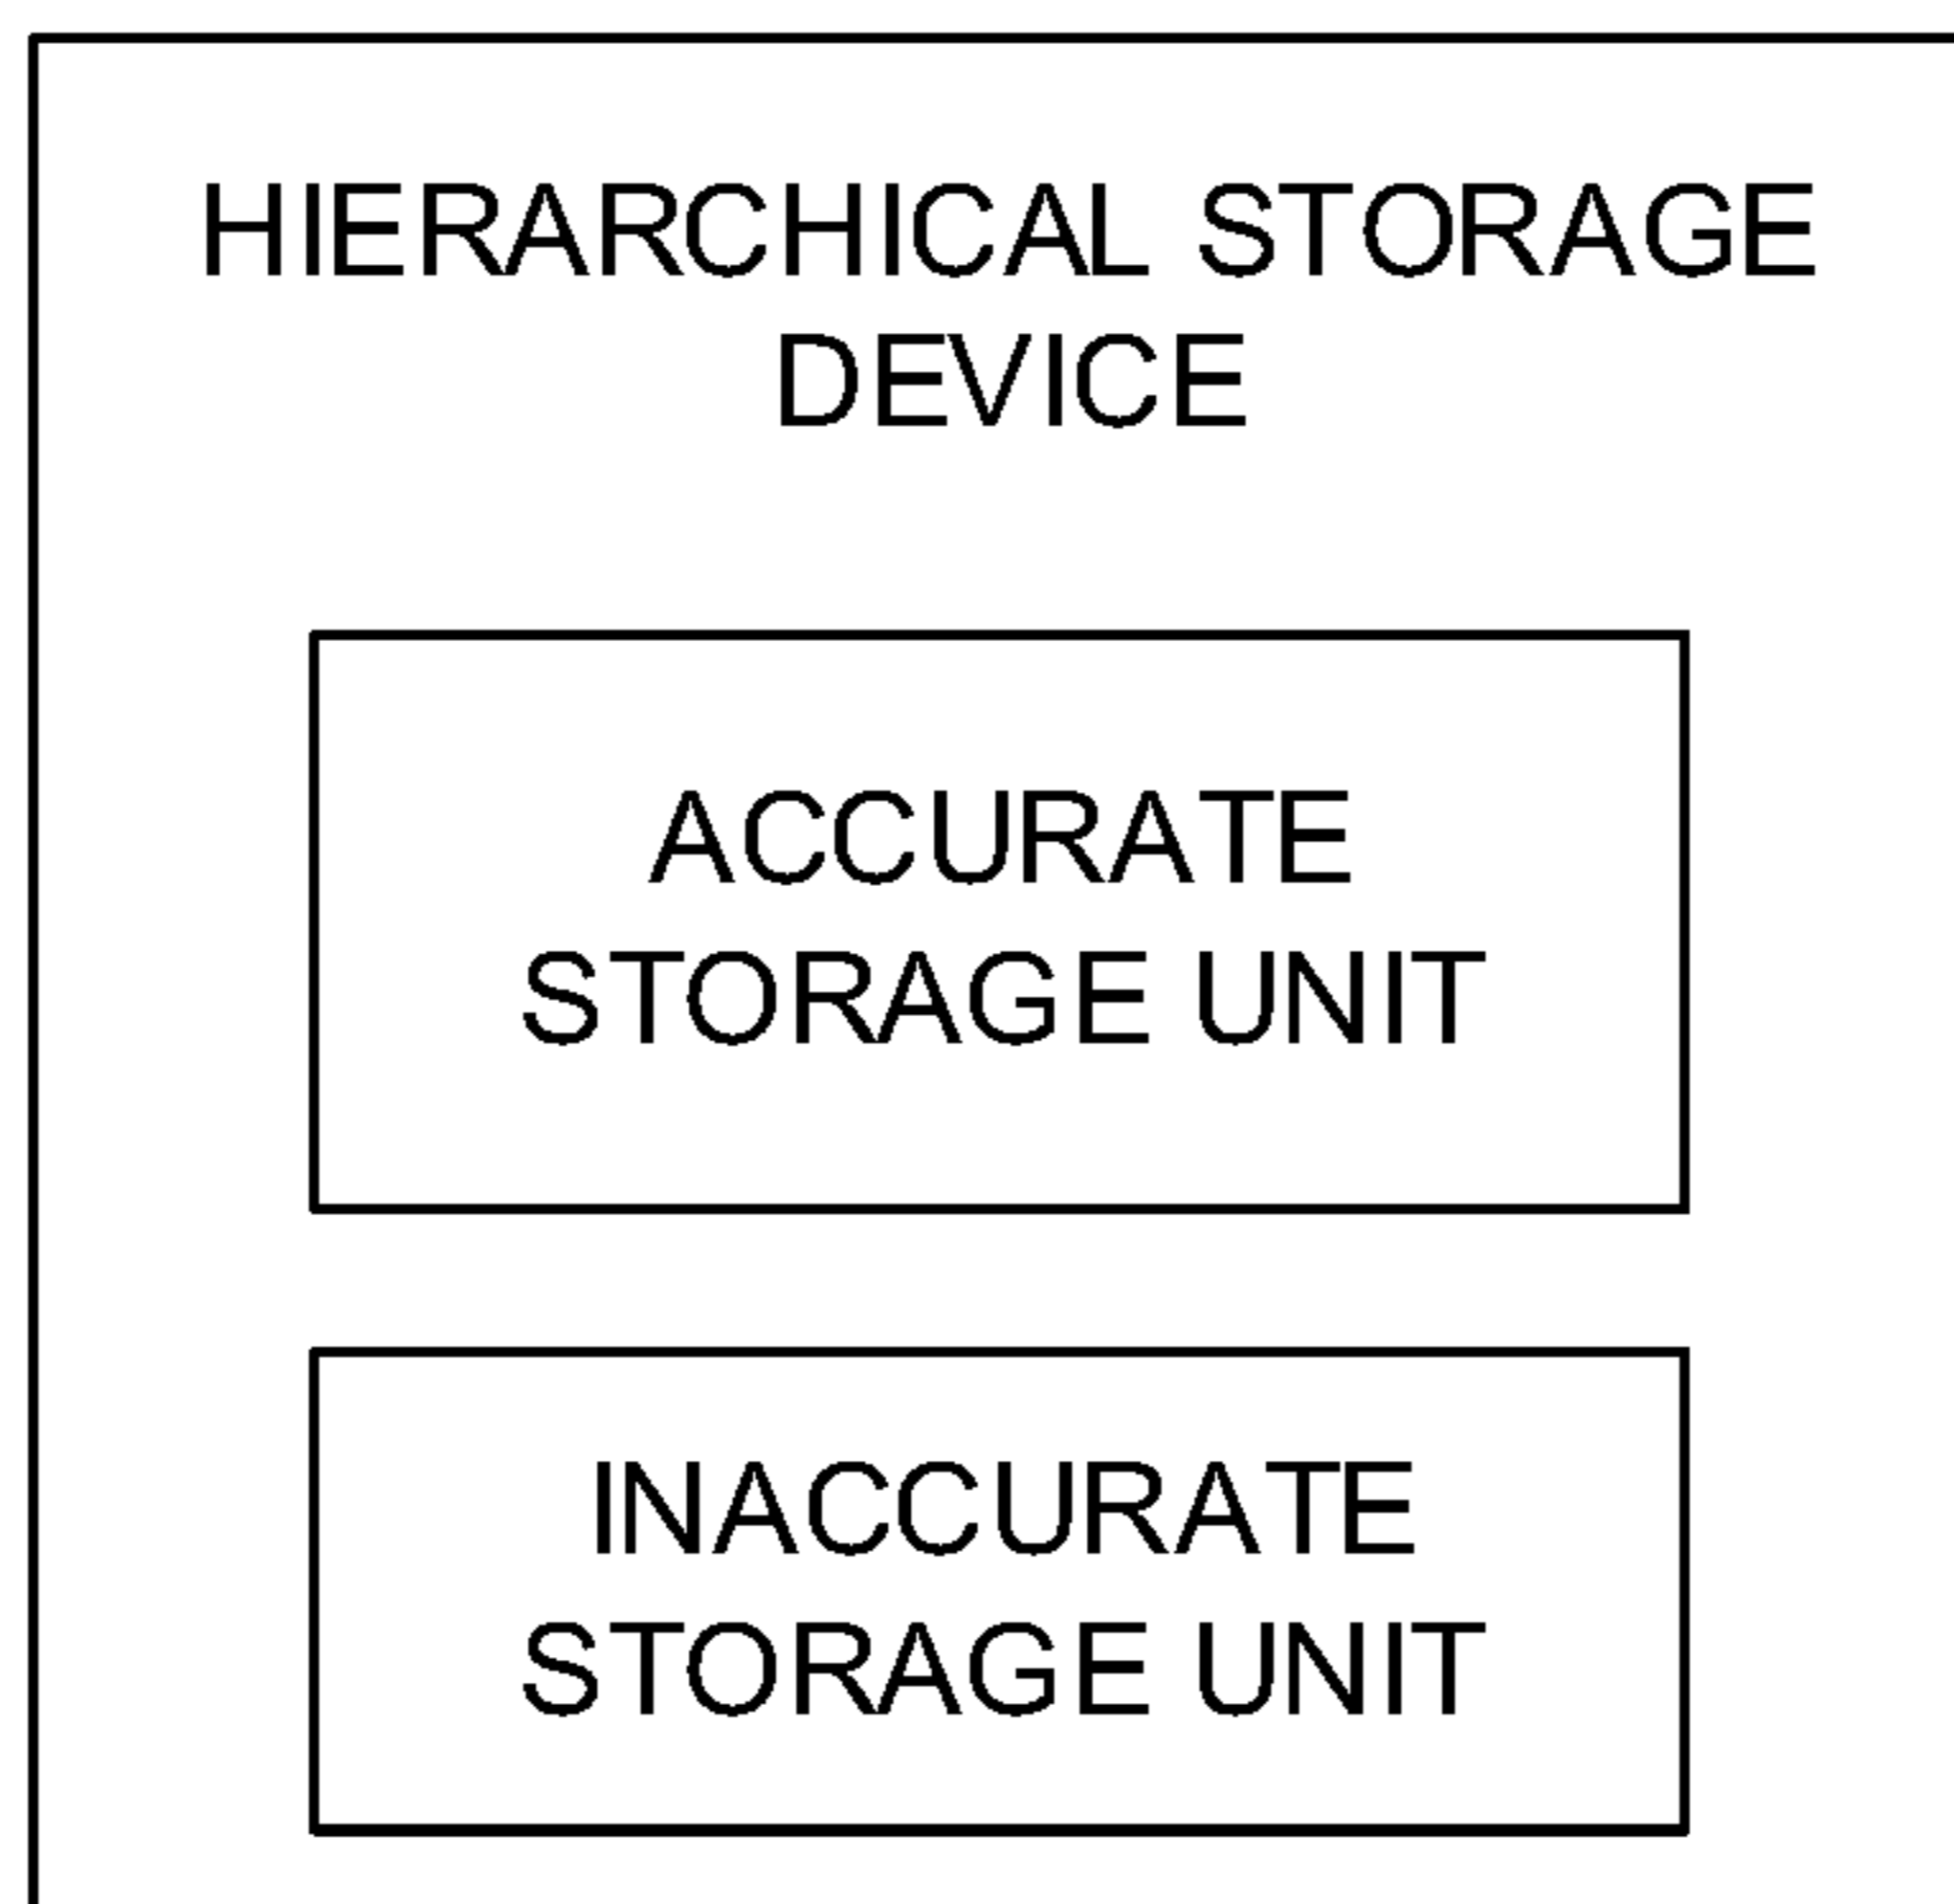 HIERARCHICAL STORAGE
DEVICE
ACCURATE
STORAGE UNIT
INACCURATE
STORAGE UNIT